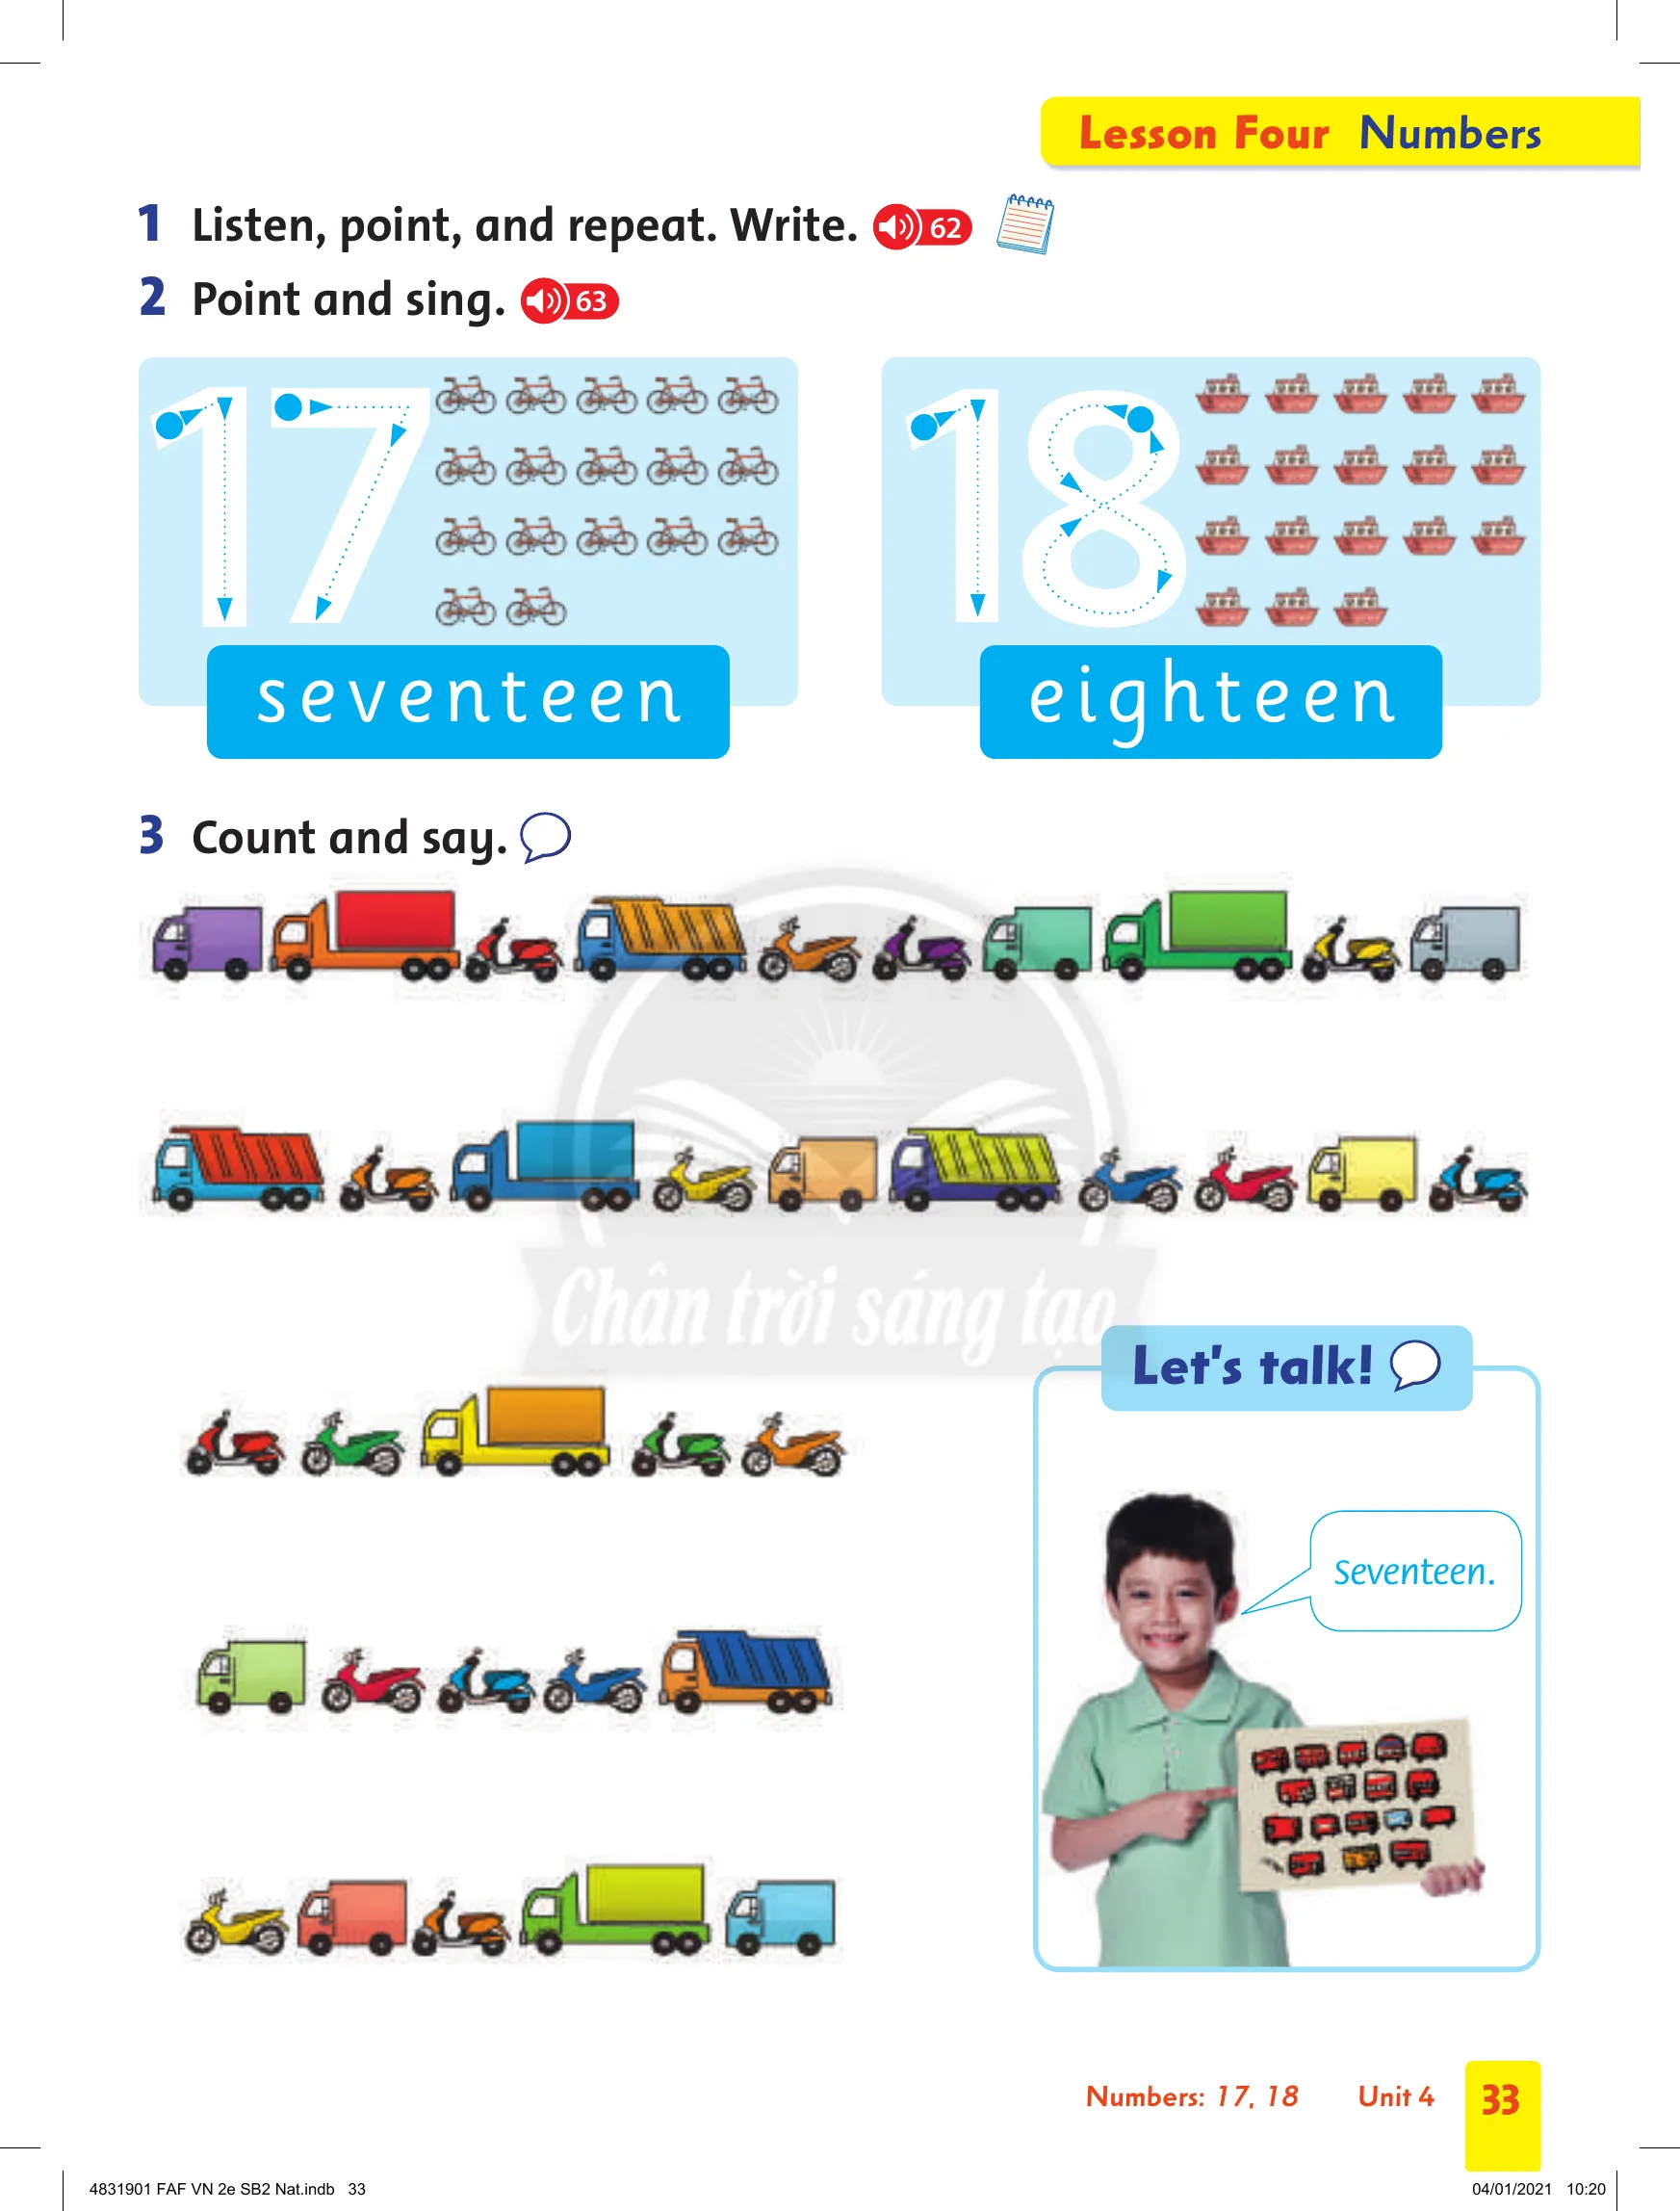 Lesson Four Numbers
1 Listen, point, and repeat. Write. 62
2 Point and sing. 63
17
18
seventeen
eighteen
3 Count and say.
Chân trời sáng tạo
Let's talk!
Seventeen.
Numbers: 17, 18 Unit 4 33
4831901 FAF VN 2e SB2 Nat.indb 33
04/01/2021 10:20